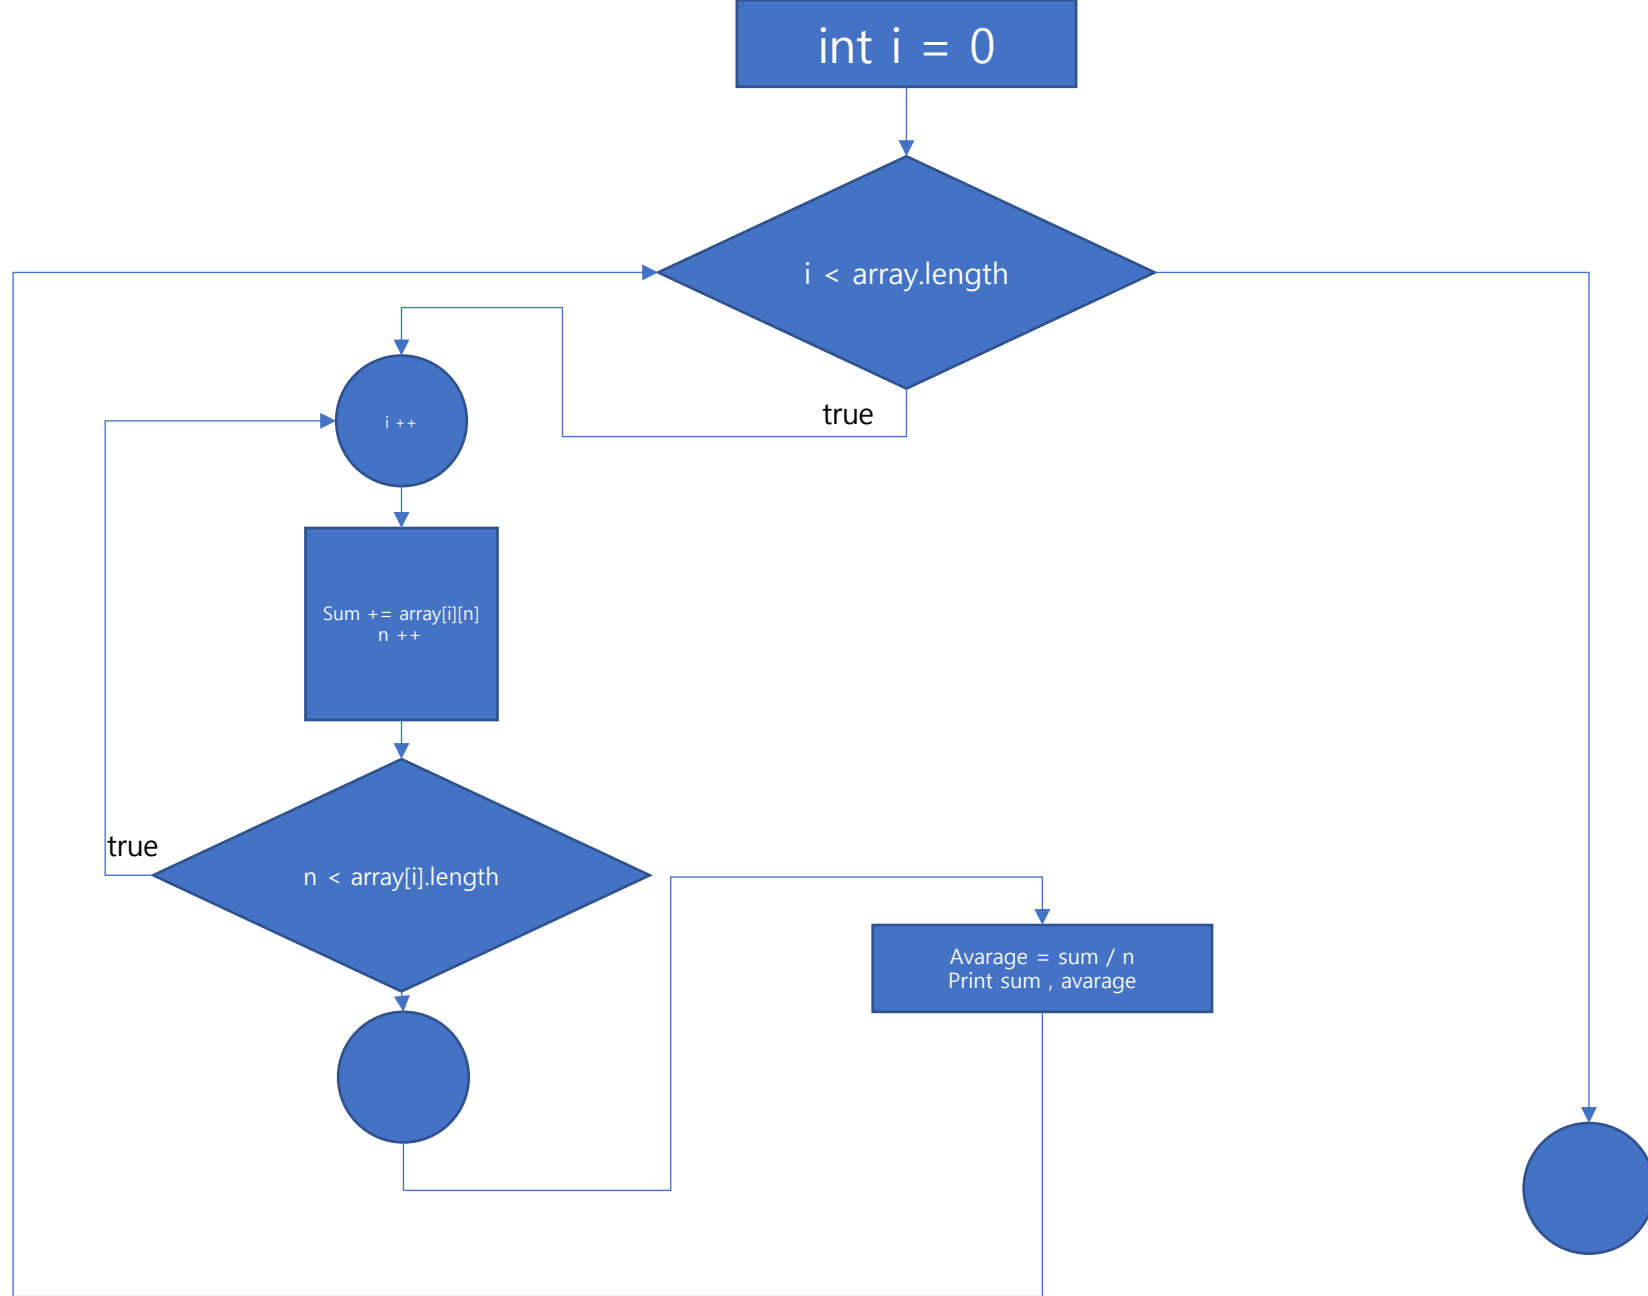 int i = 0
i < array.length
true
i ++
Sum += array[i][n]
n ++
true
n < array[i].length
Avarage = sum / n
Print sum , avarage